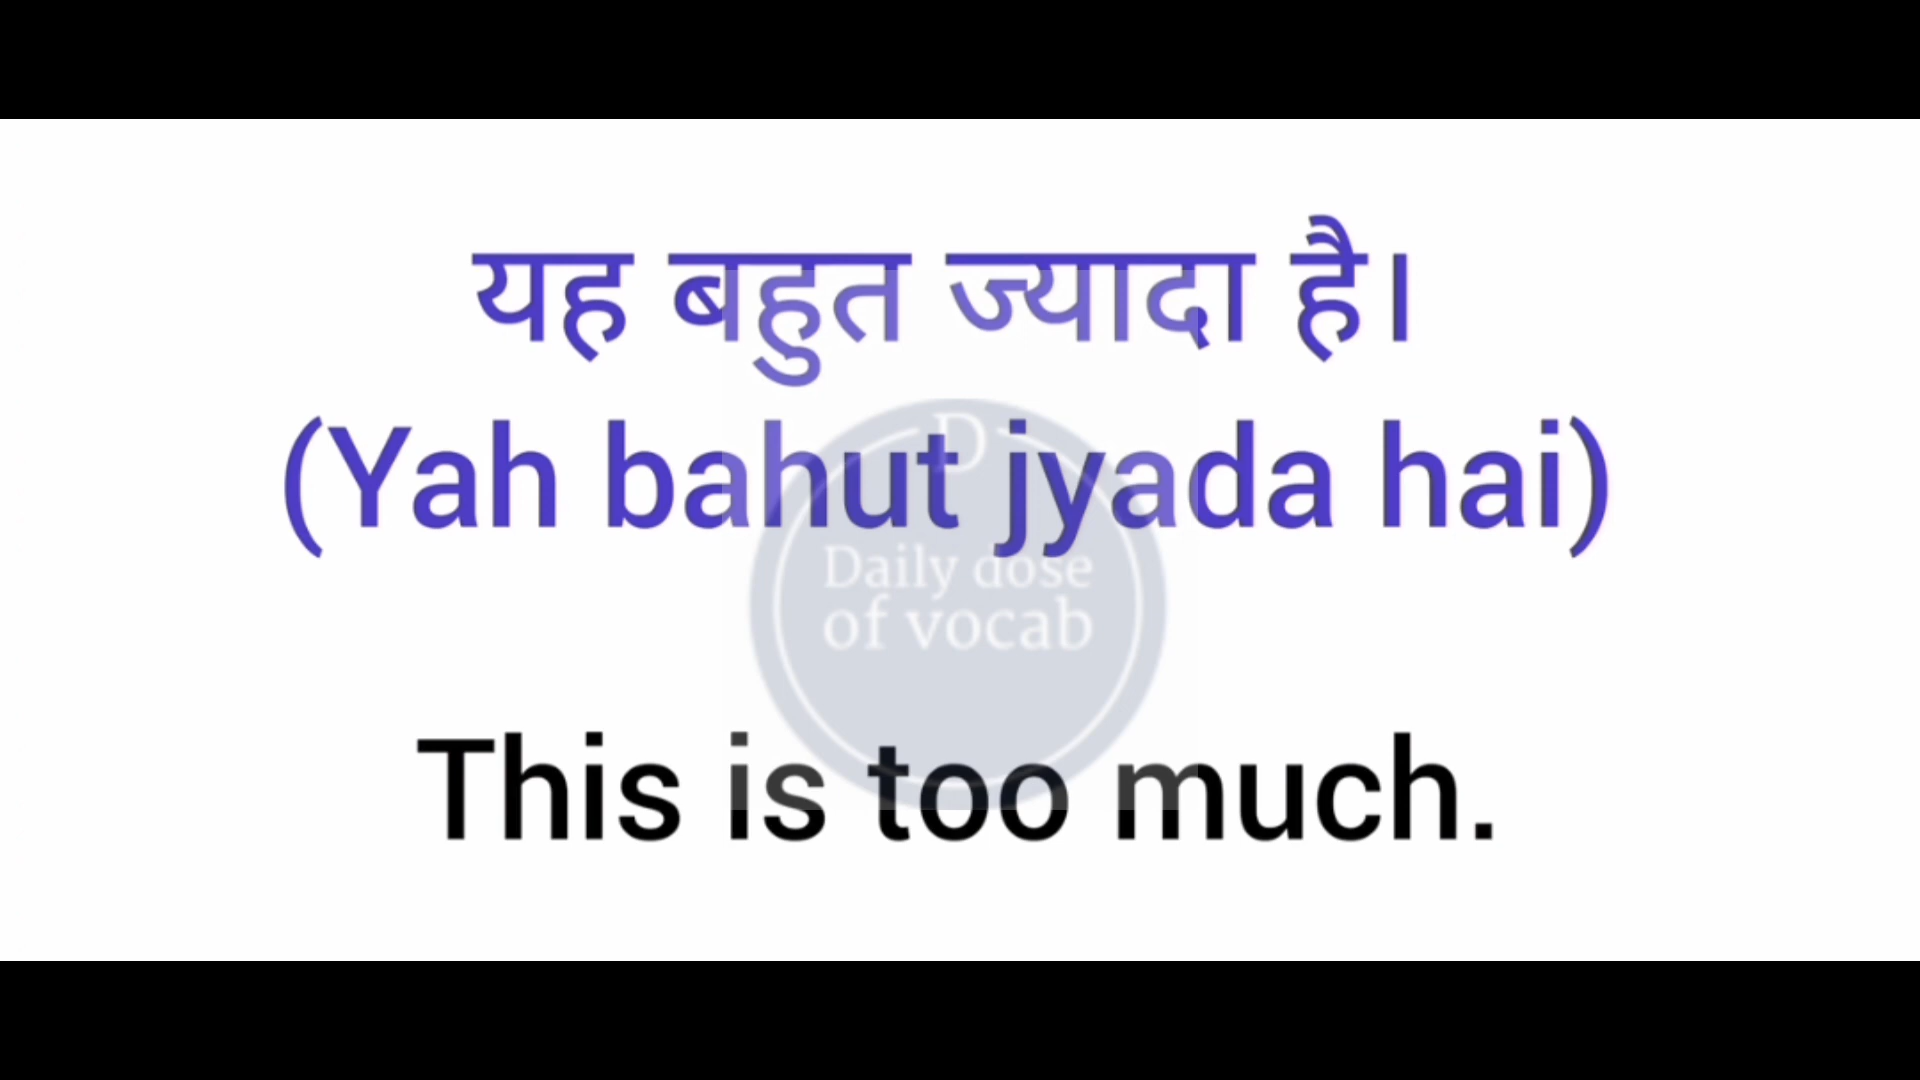 यह बहुत ज्यादा है।
(Yah bahut jyada hai)
D
Daily dose
of vocab
This is too much.